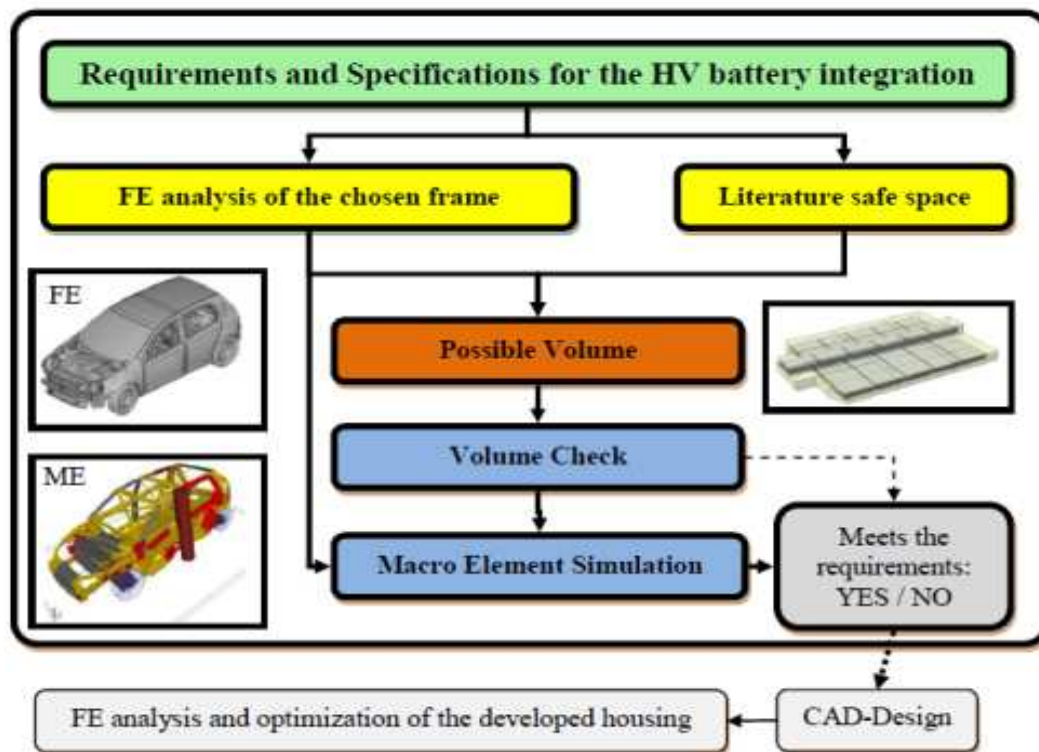 Requirements and Specifications for the HV battery integration
FE analysis of the chosen frame
Literature safe space
FE
Possible Volume
Volume Check
ME
Macro Element Simulation
Meets the
requirements:
YES / NO
FE analysis and optimization of the developed housing
CAD-Design